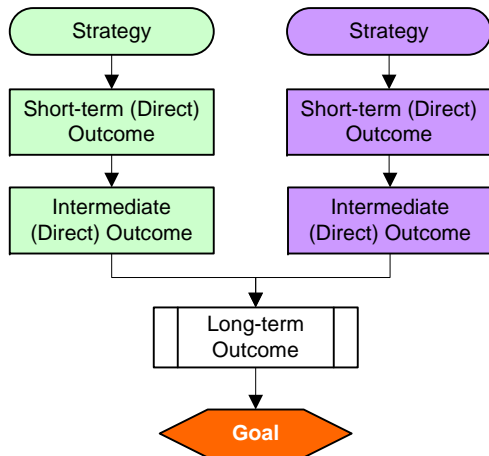 Strategy
Strategy
Short-term (Direct)
Outcome
Short-term (Direct)
Outcome
Intermediate
(Direct) Outcome
Intermediate
(Direct) Outcome
Long-term
Outcome
Goal